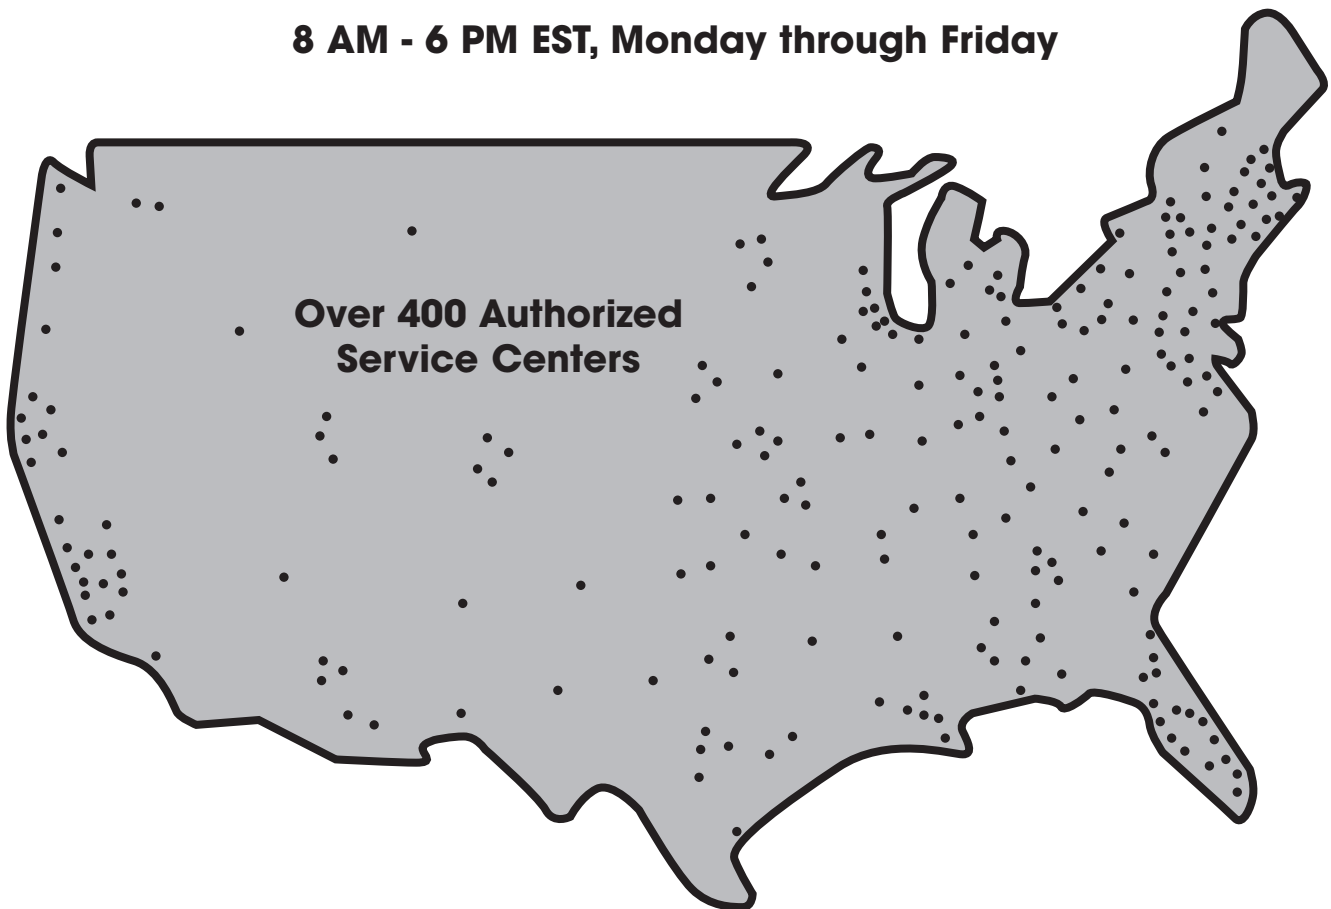 8 AM - 6 PM EST, Monday through Friday
Over 400 Authorized
Service Centers